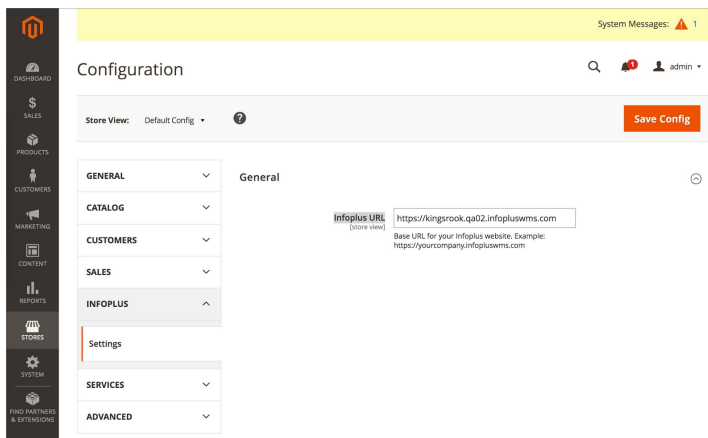 System Messages: 1
DASHBOARD
SALES
PRODUCTS
CUSTOMERS
MARKETING
CONTENT
REPORTS
STORES
SYSTEM
FIND PARTNERS
& EXTENSIONS
Configuration
1
admin
Store View: Default Config
?
Save Config
GENERAL
CATALOG
CUSTOMERS
SALES
INFOPLUS
Settings
SERVICES
ADVANCED
General
Infoplus URL
[store view]
https://kingsrook.qa02.infopluswms.com
Base URL for your Infoplus website. Example:
https://yourcompany.infopluswms.com